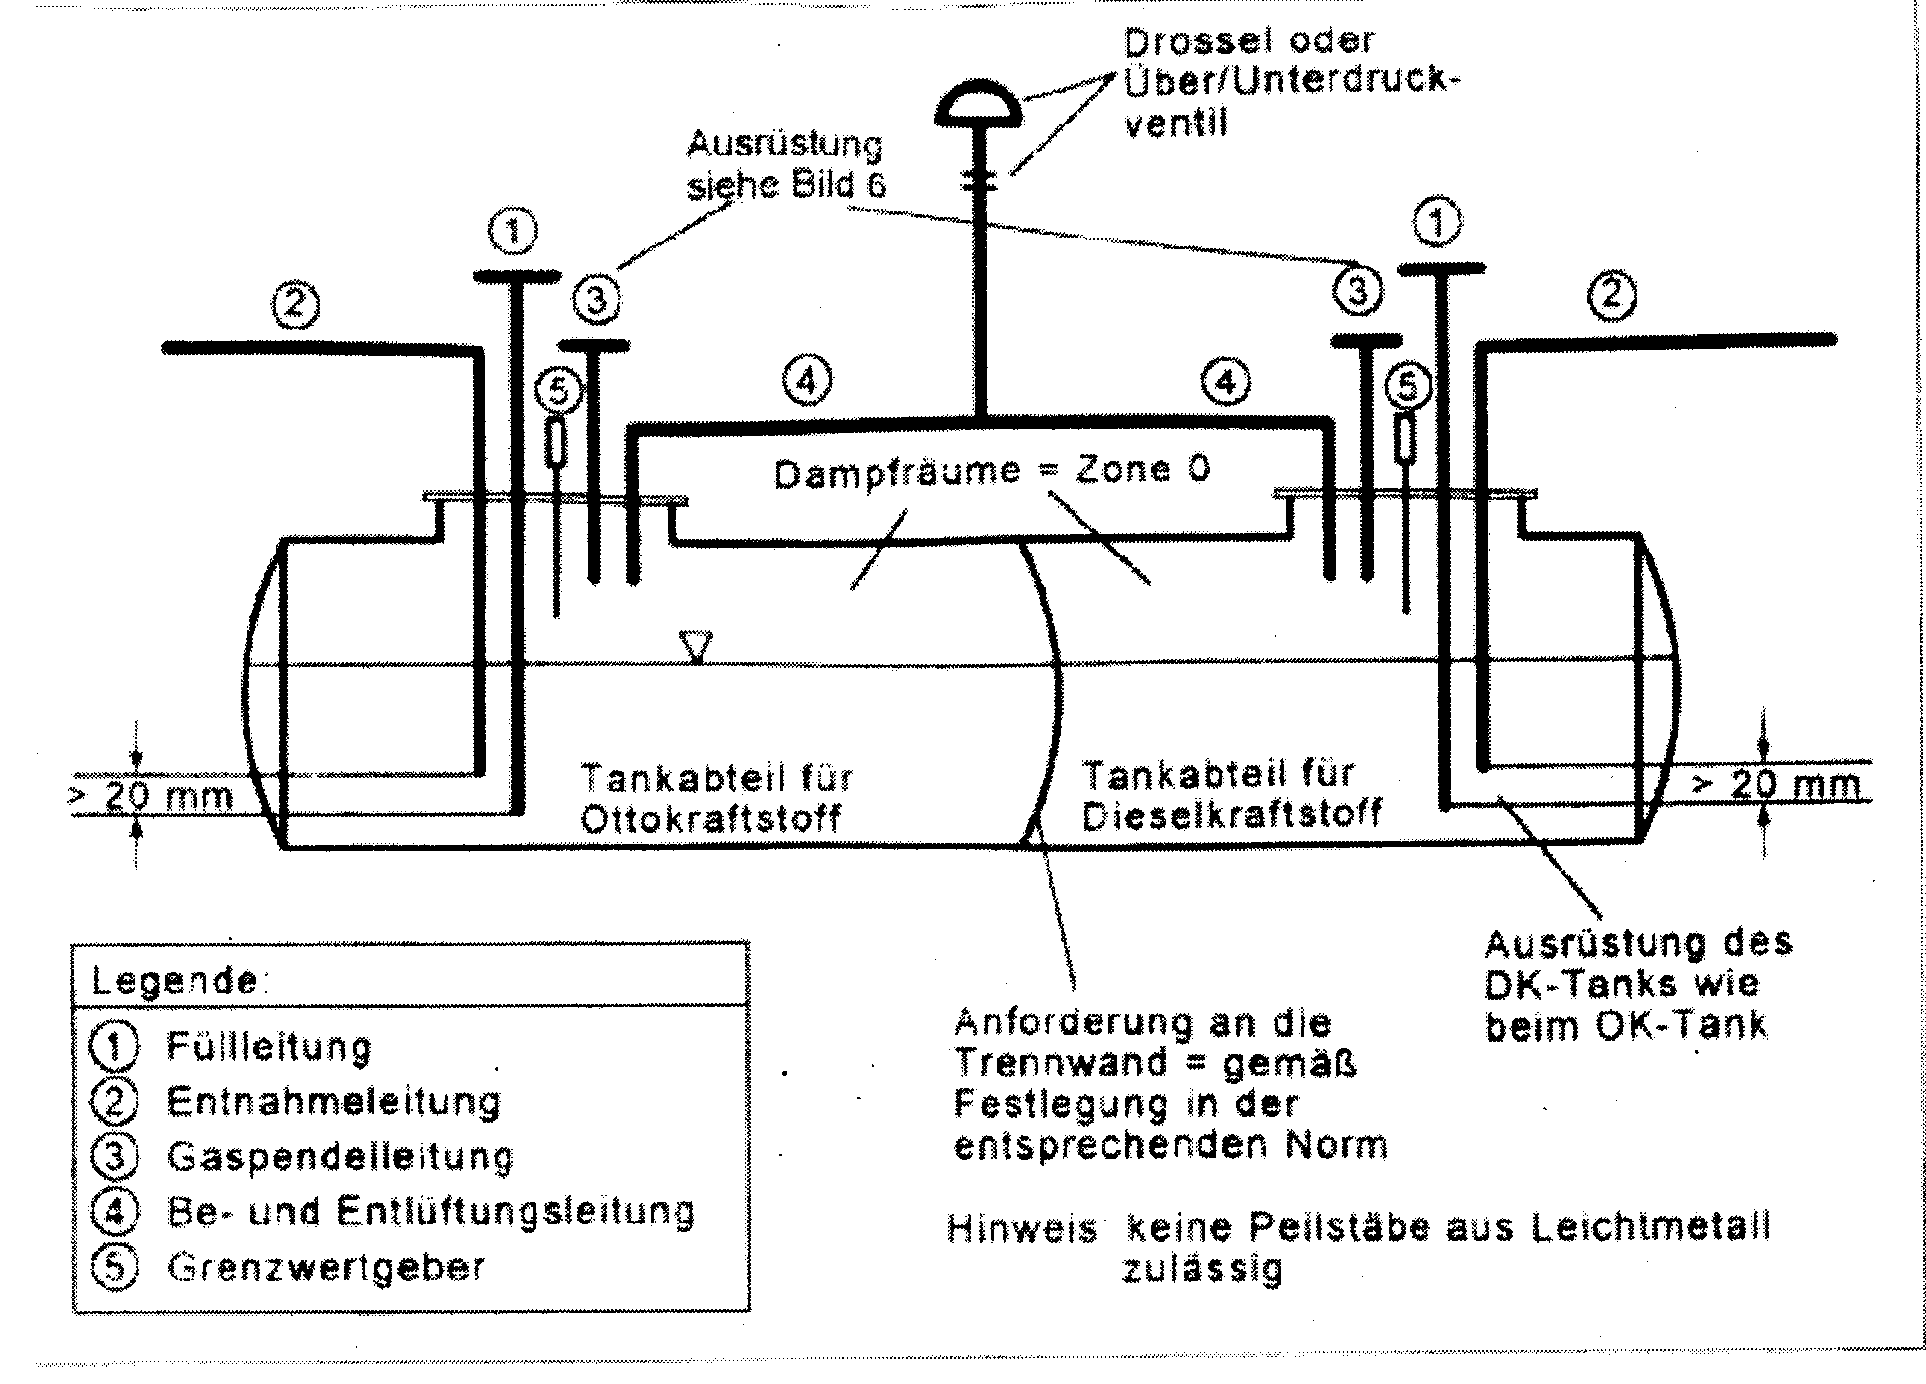 Drossel oder
Über/Unterdruck-
ventil
Ausrüstung
siehe Bild 6
1
1
2
3
3
2
5
4
4
5
Dampfräume = Zone 0
> 20 mm
Tankabteil für
Ottokraftstoff
Tankabteil für
Dieselkraftstoff
> 20 mm
Ausrüstung des
DK-Tanks wie
beim OK-Tank
Anforderung an die
Trennwand = gemäß
Festlegung in der
entsprechenden Norm
Hinweis: keine Peilstäbe aus Leichtmetall
zulässig
Legende:
1 Füllleitung
2 Entnahmeleitung
3 Gaspendelleitung
4 Be- und Entlüftungsleitung
5 Grenzwertgeber